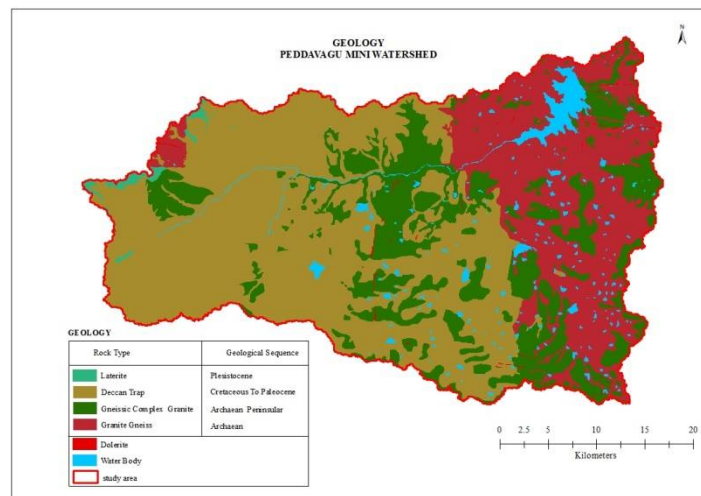 GEOLOGY
PEDDAVAGU MINI WATERSHED
N
GEOLOGY
Rock Type Geological Sequence
Laterite Pleistocene
Deccan Trap Cretaceous To Paleocene
Gneissic Complex Granite Archaean Peninsular
Granite Gneiss Archaean
Dolerite
Water Body
study area
0 2.5 5 10 15 20
Kilometers